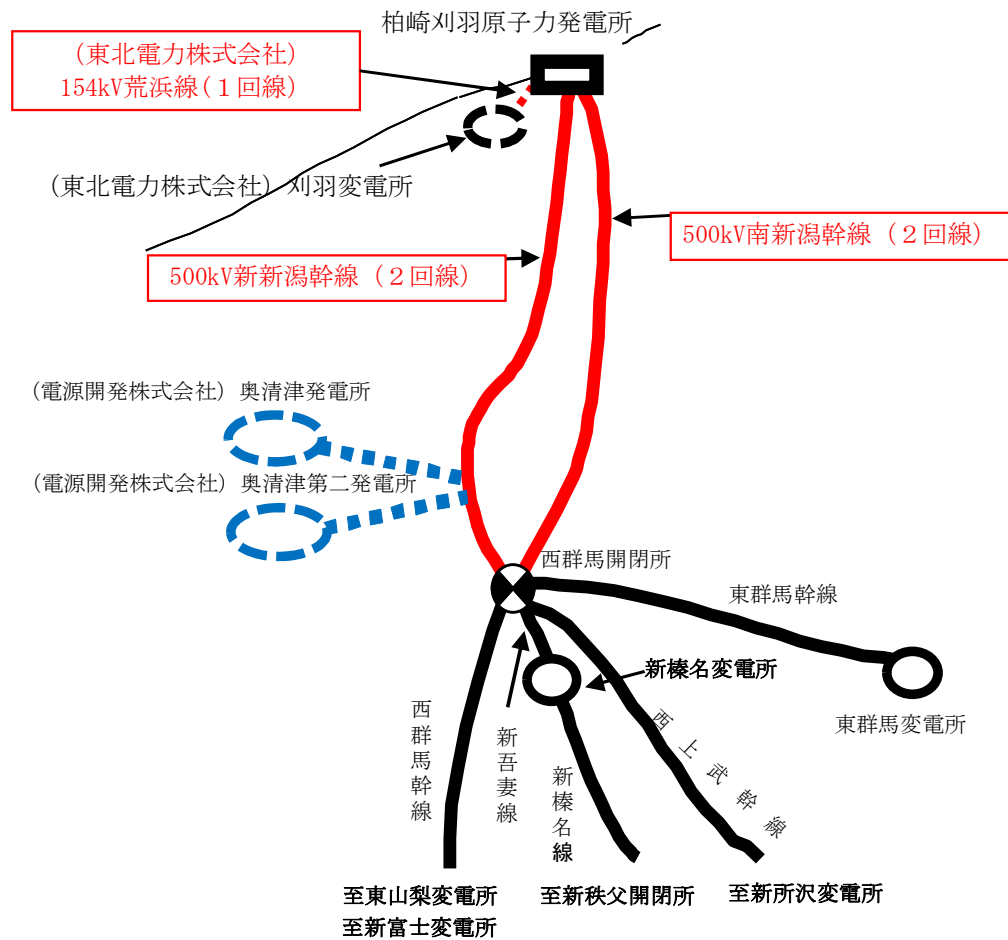 柏崎刈羽原子力発電所
(東北電力株式会社)
154kV荒浜線(1回線)
(東北電力株式会社) 刈羽変電所
500kV南新潟幹線 (2回線)
500kV新新潟幹線 (2回線)
(電源開発株式会社) 奥清津発電所
(電源開発株式会社) 奥清津第二発電所
西群馬開閉所
東群馬幹線
新榛名変電所
東群馬変電所
西群馬幹線
新吾妻線
新榛名線
西上武幹線
至東山梨変電所
至新富士変電所
至新秩父開閉所
至新所沢変電所